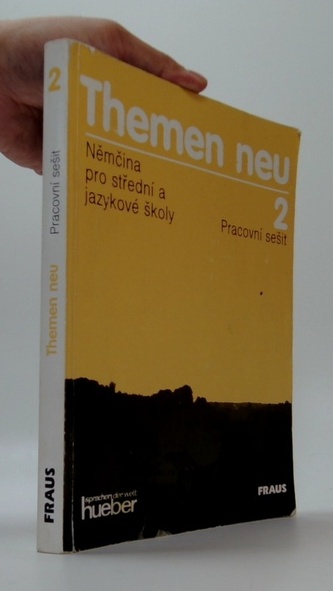 Themen neu
2
Němčina
pro střední a
jazykové školy
Pracovní sešit
sprachen der welt
hueber
FRAUS
2
Pracovní sešit
Themen neu
FRAUS